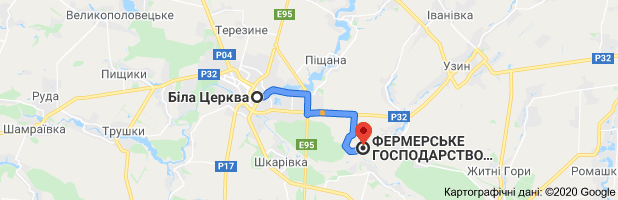 Великополовецьке
E95
Іванівка
Терезине
P04
Піщана
Узин
Пищики
P32
P32
Руда
Біла Церква
P32
Шамраївка
Трушки
E95
ФЕРМЕРСЬКЕ
ГОСПОДАРСТВО...
P17
Шкарівка
Житні Гори
Ромашк
Картографічні дані: ©2020 Google